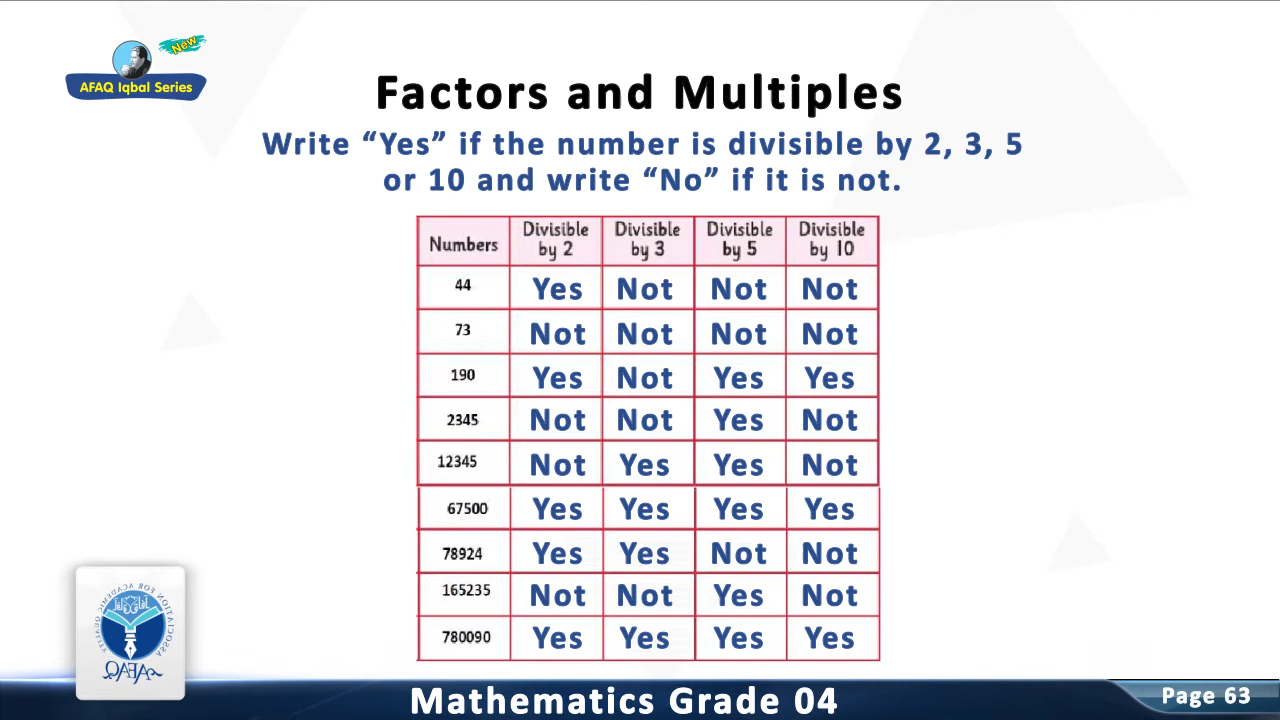 New
AFAQ Iqbal Series
Factors and Multiples
Write “Yes” if the number is divisible by 2, 3, 5
or 10 and write “No” if it is not.
Numbers Divisible by 2 Divisible by 3 Divisible by 5 Divisible by 10
44 Yes Not Not Not
73 Not Not Not Not
190 Yes Not Yes Yes
2345 Not Not Yes Not
12345 Not Yes Yes Not
67500 Yes Yes Yes Yes
78924 Yes Yes Not Not
165235 Not Not Yes Not
780090 Yes Yes Yes Yes
ASSOCIATION FOR ACADEMIC QUALITY
AFAQ
Mathematics Grade 04
Page 63